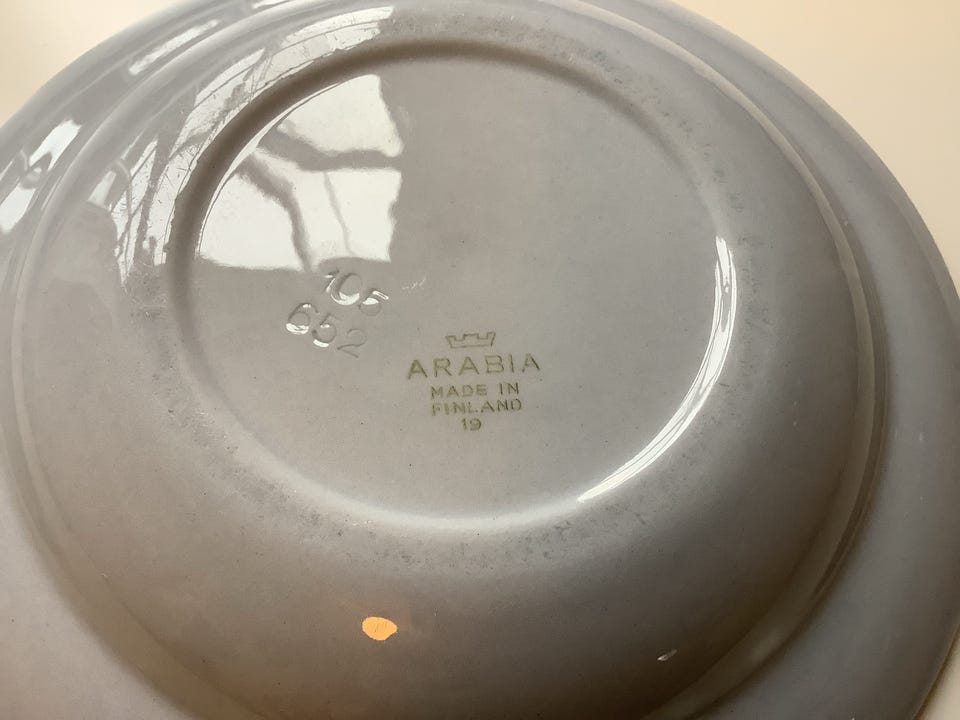 105
652
ARABIA
MADE IN
FINLAND
19